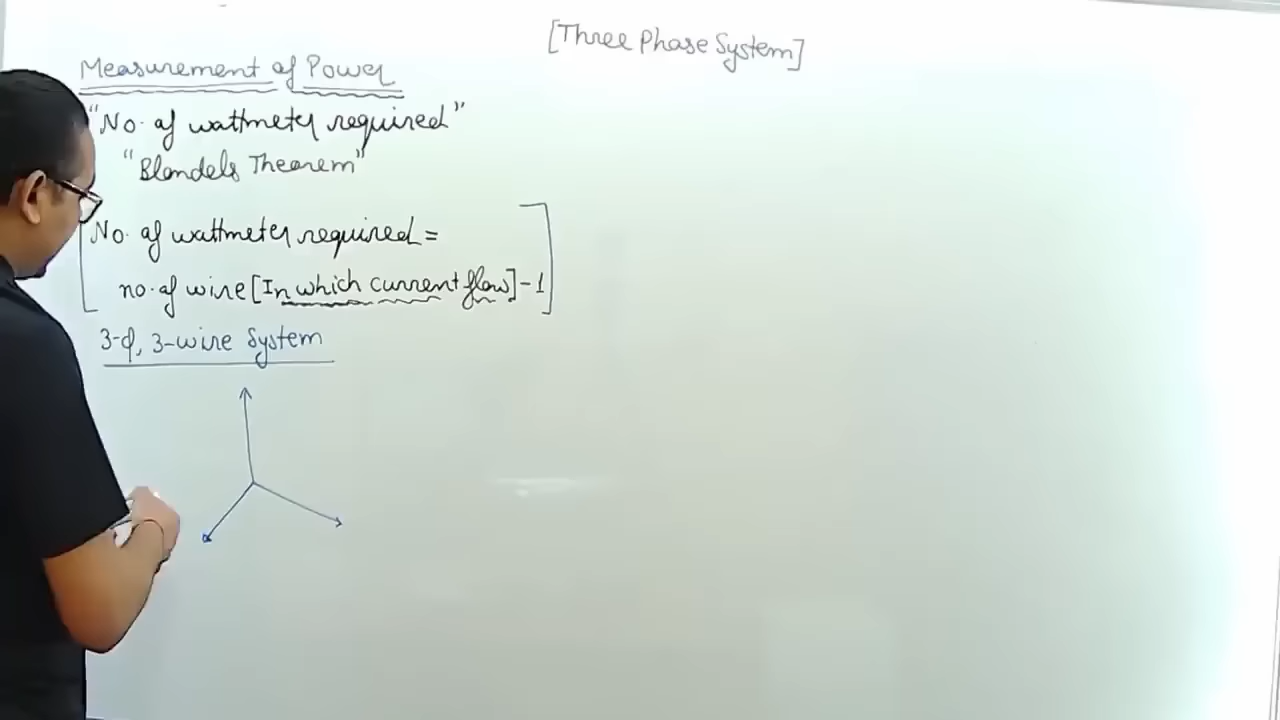 [Three Phase System]
Measurement of Power
"No. of wattmeter required"
"Blondels Theorem"
No. of wattmeter required =
no. of wire [In which current flow] - 1
3-φ, 3-wire System